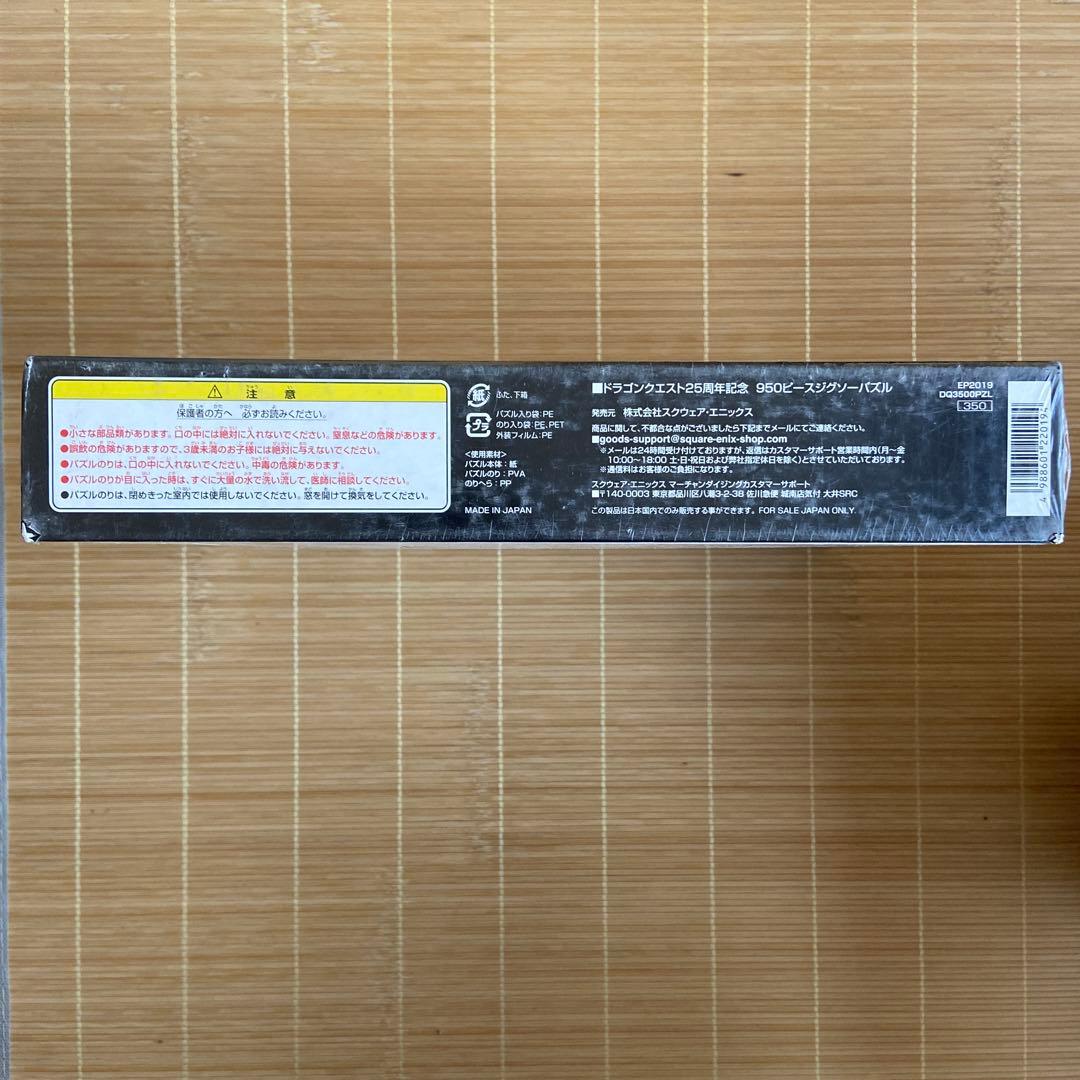 注意
保護者の方へ 必ずお読みください。
●小さな部品類があります。口の中には絶対に入れないでください。窒息などの危険があります。
●誤飲の危険がありますので、3歳未満のお子様には絶対に与えないでください。
●パズルのりは、口の中に入れないでください。中毒の危険があります。
●パズルのりが目に入った時は、すぐに大量の水で洗い流して、医師に相談してください。
●パズルのりは、閉めきった室内では使用しないでください。窓を開けて換気をしてください。
紙 ふた、下箱
プラ
パズル入り袋:PE
のり入り袋:PE, PET
外装フィルム:PE
<使用素材>
パズル本体:紙
パズルのり:PVA
のりへら:PP
MADE IN JAPAN
■ドラゴンクエスト25周年記念 950ピースジグソーパズル
発売元 株式会社スクウェア・エニックス
商品に関して、不都合な点がございましたら下記までメールにてご連絡ください。
■goods-support@square-enix-shop.com
※メールは24時間受け付けておりますが、返信はカスタマーサポート営業時間内(月~金
10:00~18:00 土・日・祝日および弊社指定休日を除く)とさせていただいております。
※通信料はお客様のご負担になります。
スクウェア・エニックス マーチャンダイジングカスタマーサポート
■〒140-0003 東京都品川区八潮3-2-38 佐川急便 城南店気付 大井SRC
この製品は日本国内でのみ販売する事ができます。 FOR SALE JAPAN ONLY.
EP2019
DQ3500PZL
350
4 988601 220194